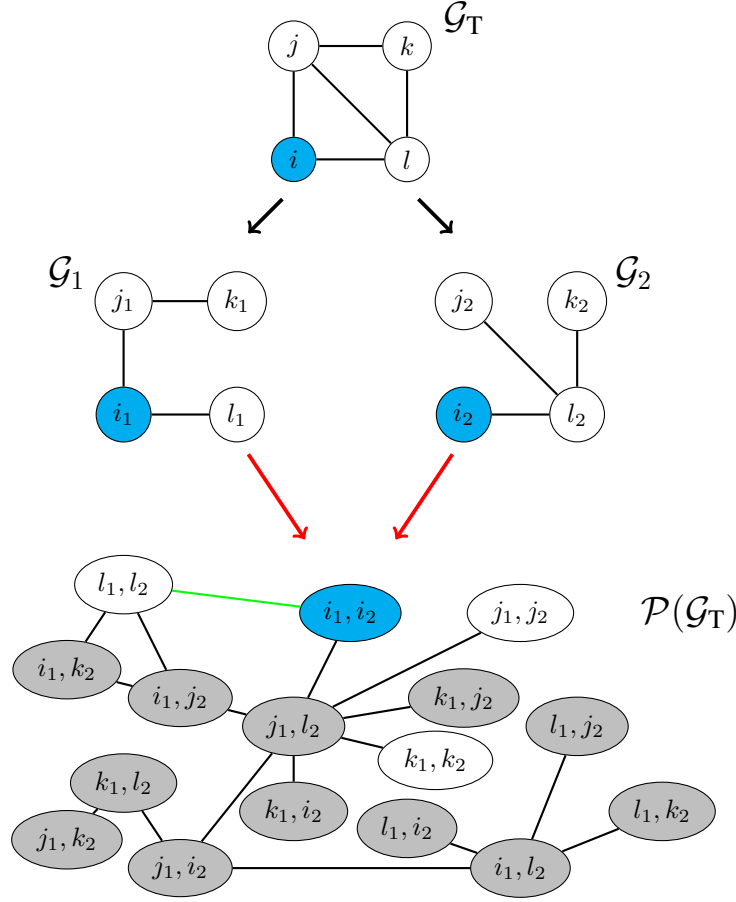 𝒢_T
j k
i l
𝒢₁ 𝒢₂
j₁ k₁ j₂ k₂
i₁ l₁ i₂ l₂
l₁, l₂
i₁, i₂ j₁, j₂ 𝒫(𝒢_T)
i₁, k₂
i₁, j₂ k₁, j₂
j₁, l₂ l₁, j₂
k₁, k₂
k₁, l₂
k₁, i₂ l₁, k₂
j₁, k₂ l₁, i₂
j₁, i₂ i₁, l₂